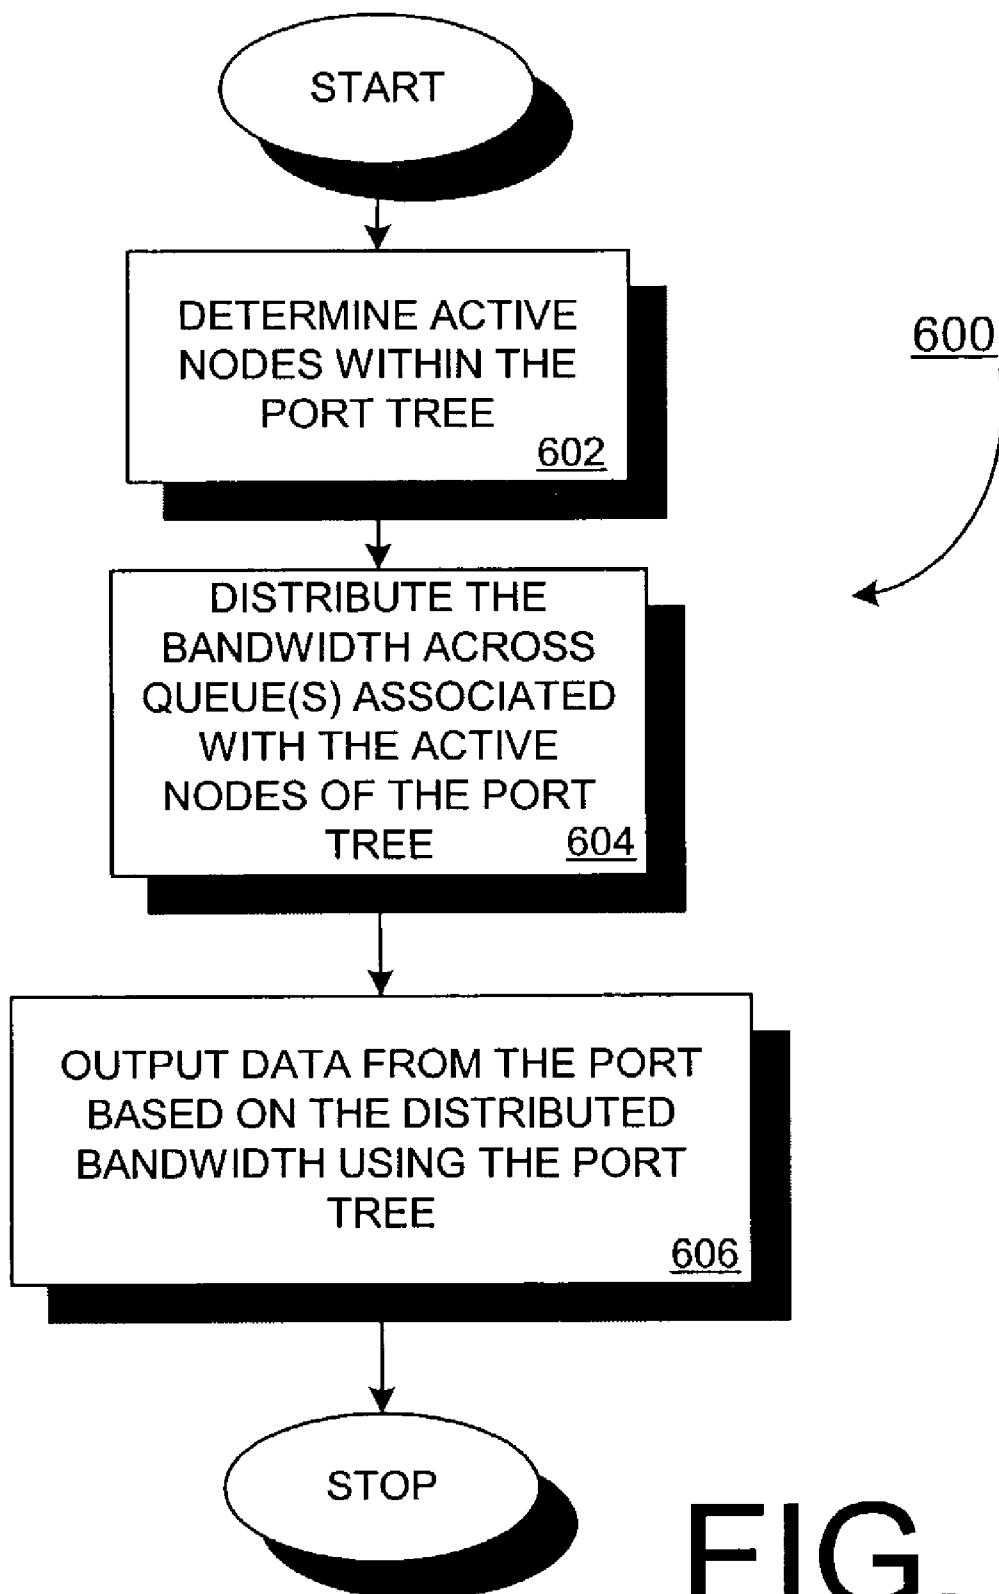 START
DETERMINE ACTIVE
NODES WITHIN THE
PORT TREE
602
600
DISTRIBUTE THE
BANDWIDTH ACROSS
QUEUE(S) ASSOCIATED
WITH THE ACTIVE
NODES OF THE PORT
TREE
604
OUTPUT DATA FROM THE PORT
BASED ON THE DISTRIBUTED
BANDWIDTH USING THE PORT
TREE
606
STOP
FIG.